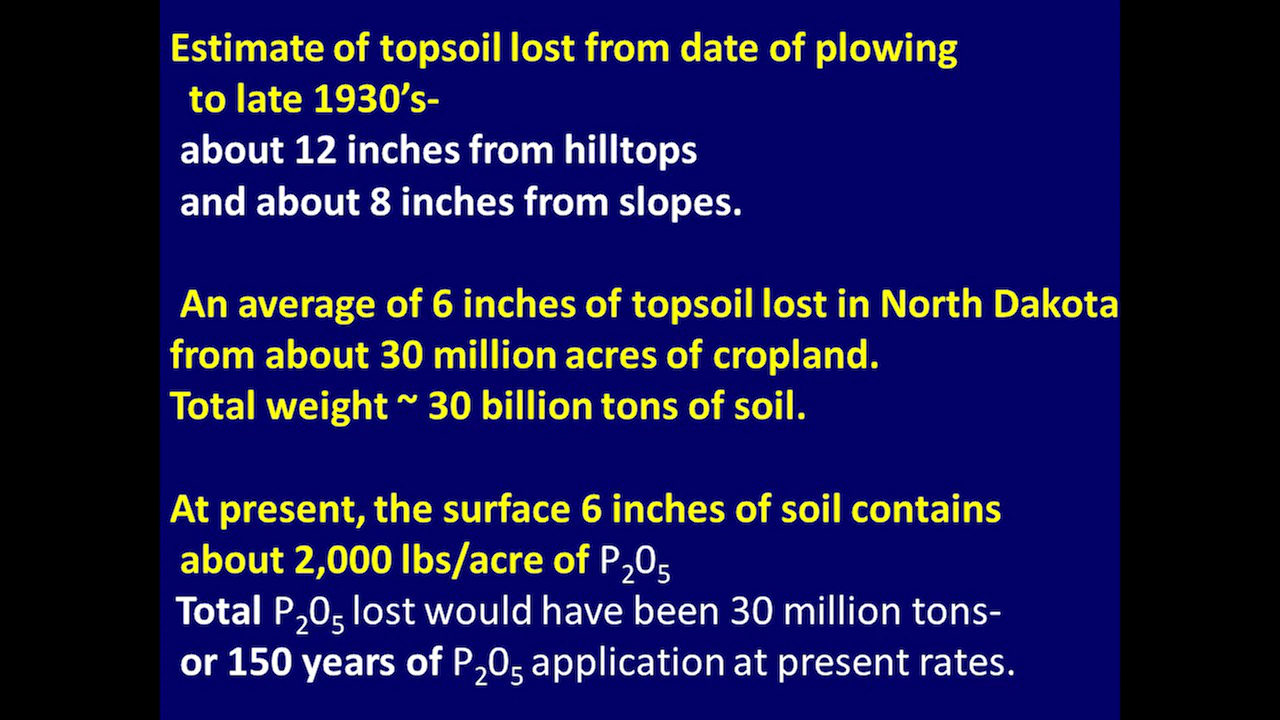 Estimate of topsoil lost from date of plowing
to late 1930’s-
about 12 inches from hilltops
and about 8 inches from slopes.
An average of 6 inches of topsoil lost in North Dakota
from about 30 million acres of cropland.
Total weight ~ 30 billion tons of soil.
At present, the surface 6 inches of soil contains
about 2,000 lbs/acre of P₂0₅
Total P₂0₅ lost would have been 30 million tons-
or 150 years of P₂0₅ application at present rates.